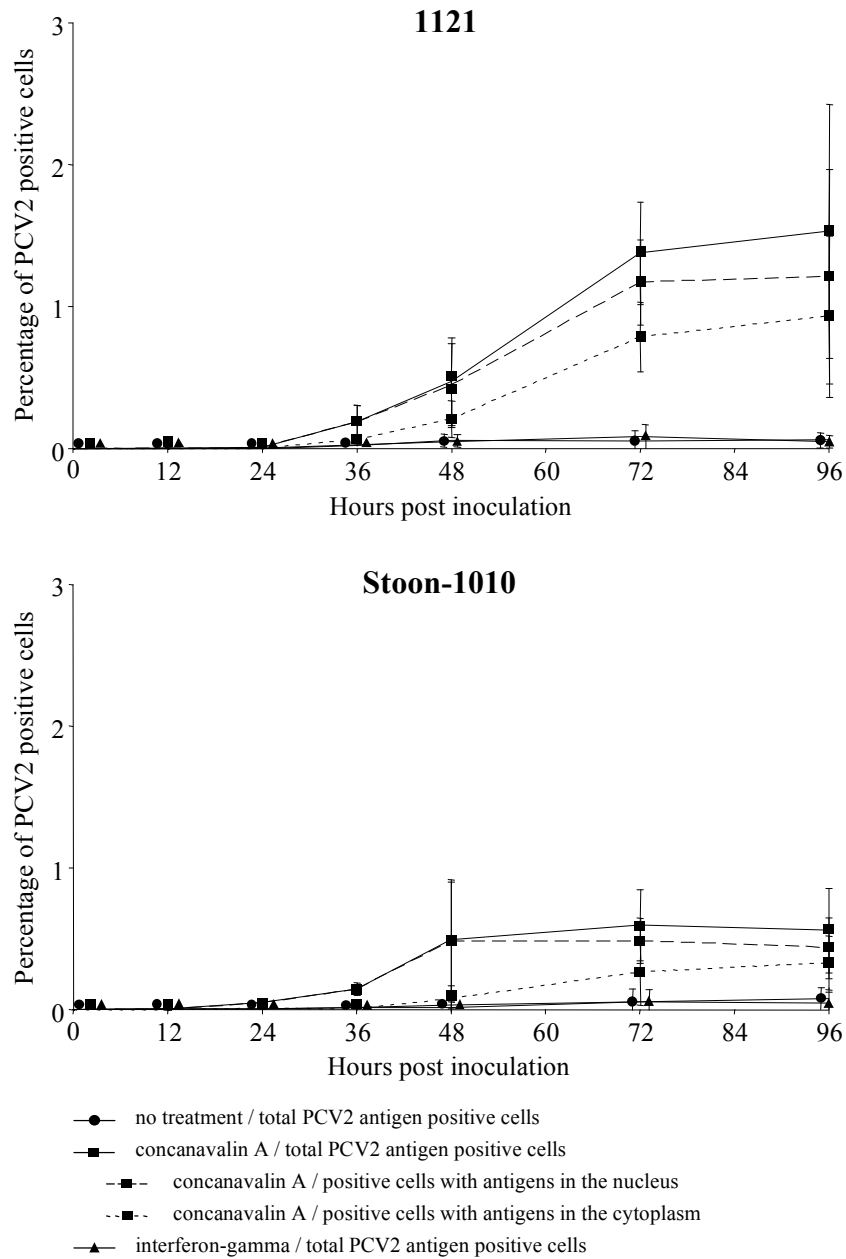 1121
3
2
1
0
Percentage of PCV2 positive cells
0 12 24 36 48 60 72 84 96
Hours post inoculation
Stoon-1010
3
2
1
0
Percentage of PCV2 positive cells
0 12 24 36 48 60 72 84 96
Hours post inoculation
no treatment / total PCV2 antigen positive cells
concanavalin A / total PCV2 antigen positive cells
concanavalin A / positive cells with antigens in the nucleus
concanavalin A / positive cells with antigens in the cytoplasm
interferon-gamma / total PCV2 antigen positive cells